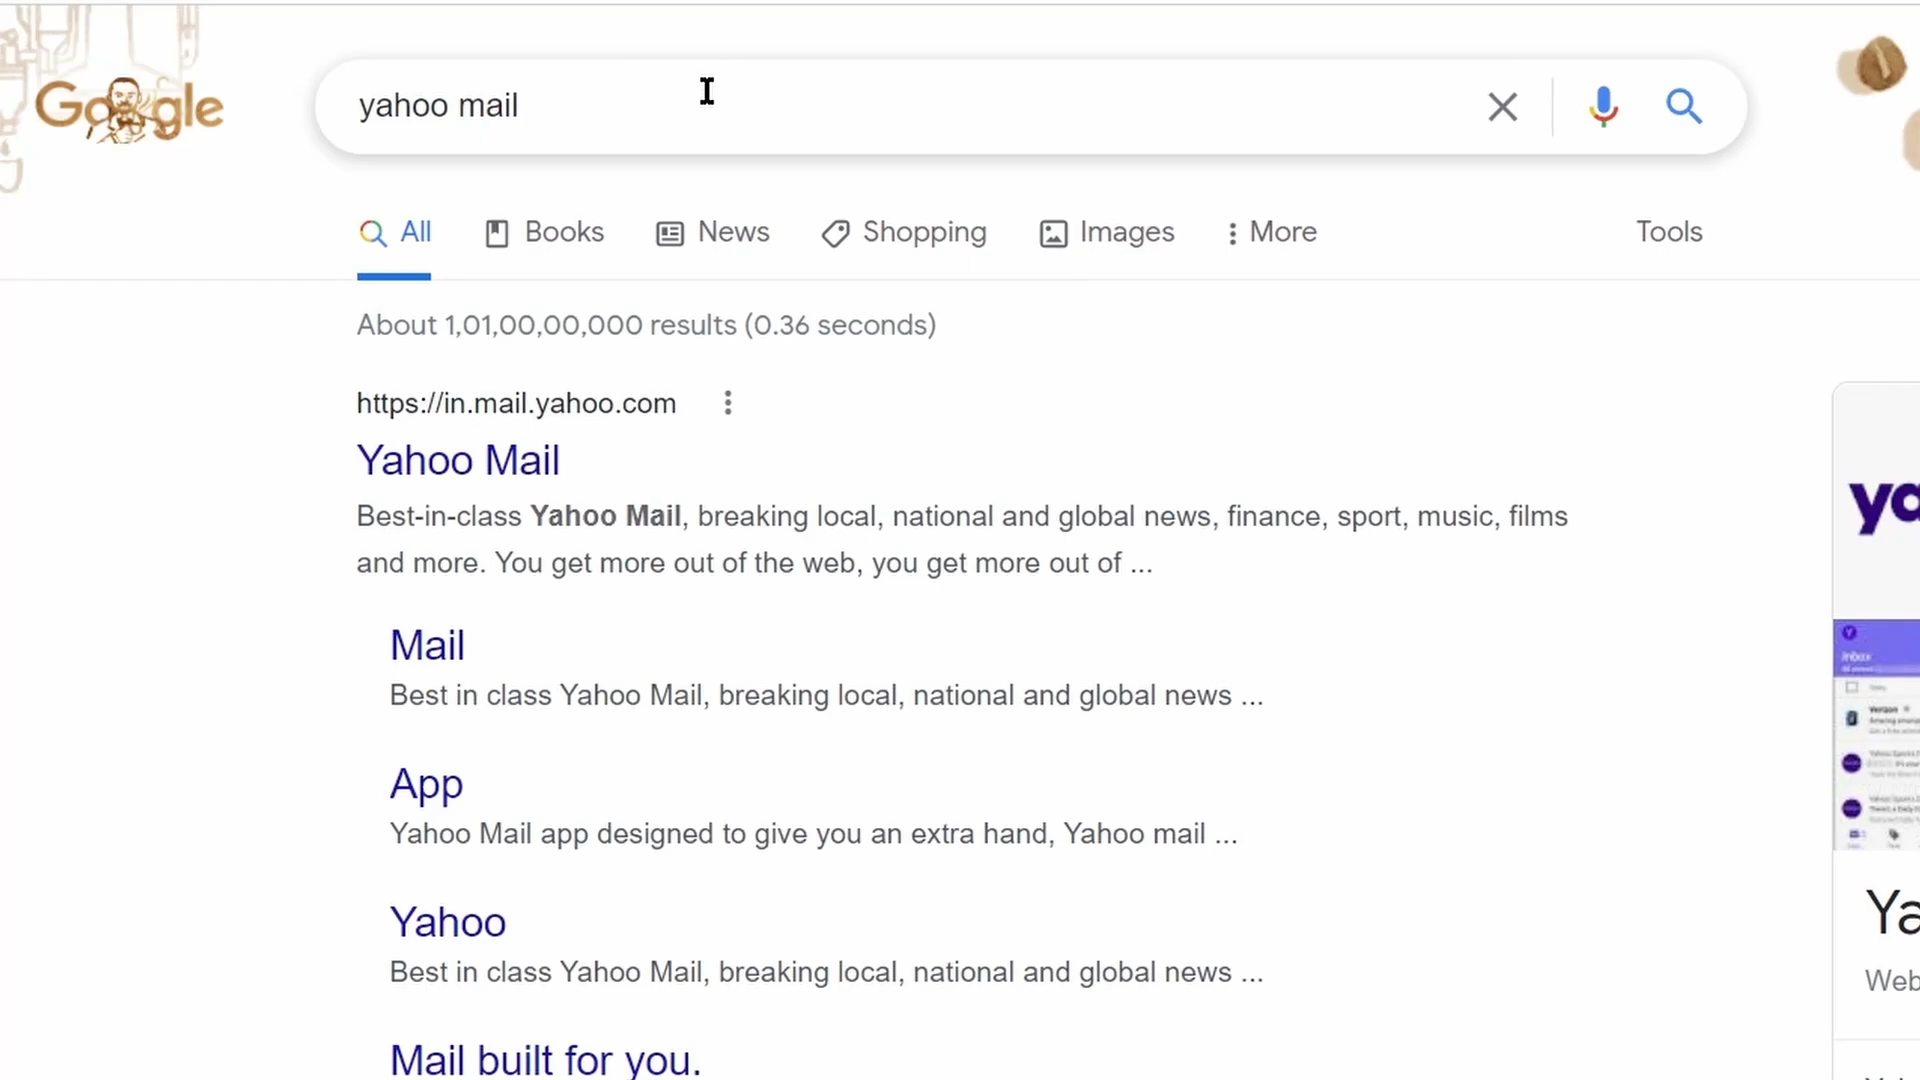 Google
yahoo mail
All Books News Shopping Images More Tools
About 1,01,00,00,000 results (0.36 seconds)
https://in.mail.yahoo.com
Yahoo Mail
Best-in-class Yahoo Mail, breaking local, national and global news, finance, sport, music, films
and more. You get more out of the web, you get more out of ...
Mail
Best in class Yahoo Mail, breaking local, national and global news ...
App
Yahoo Mail app designed to give you an extra hand, Yahoo mail ...
Yahoo
Best in class Yahoo Mail, breaking local, national and global news ...
Mail built for you.
ya
Inbox
Verizon
Ya
Web